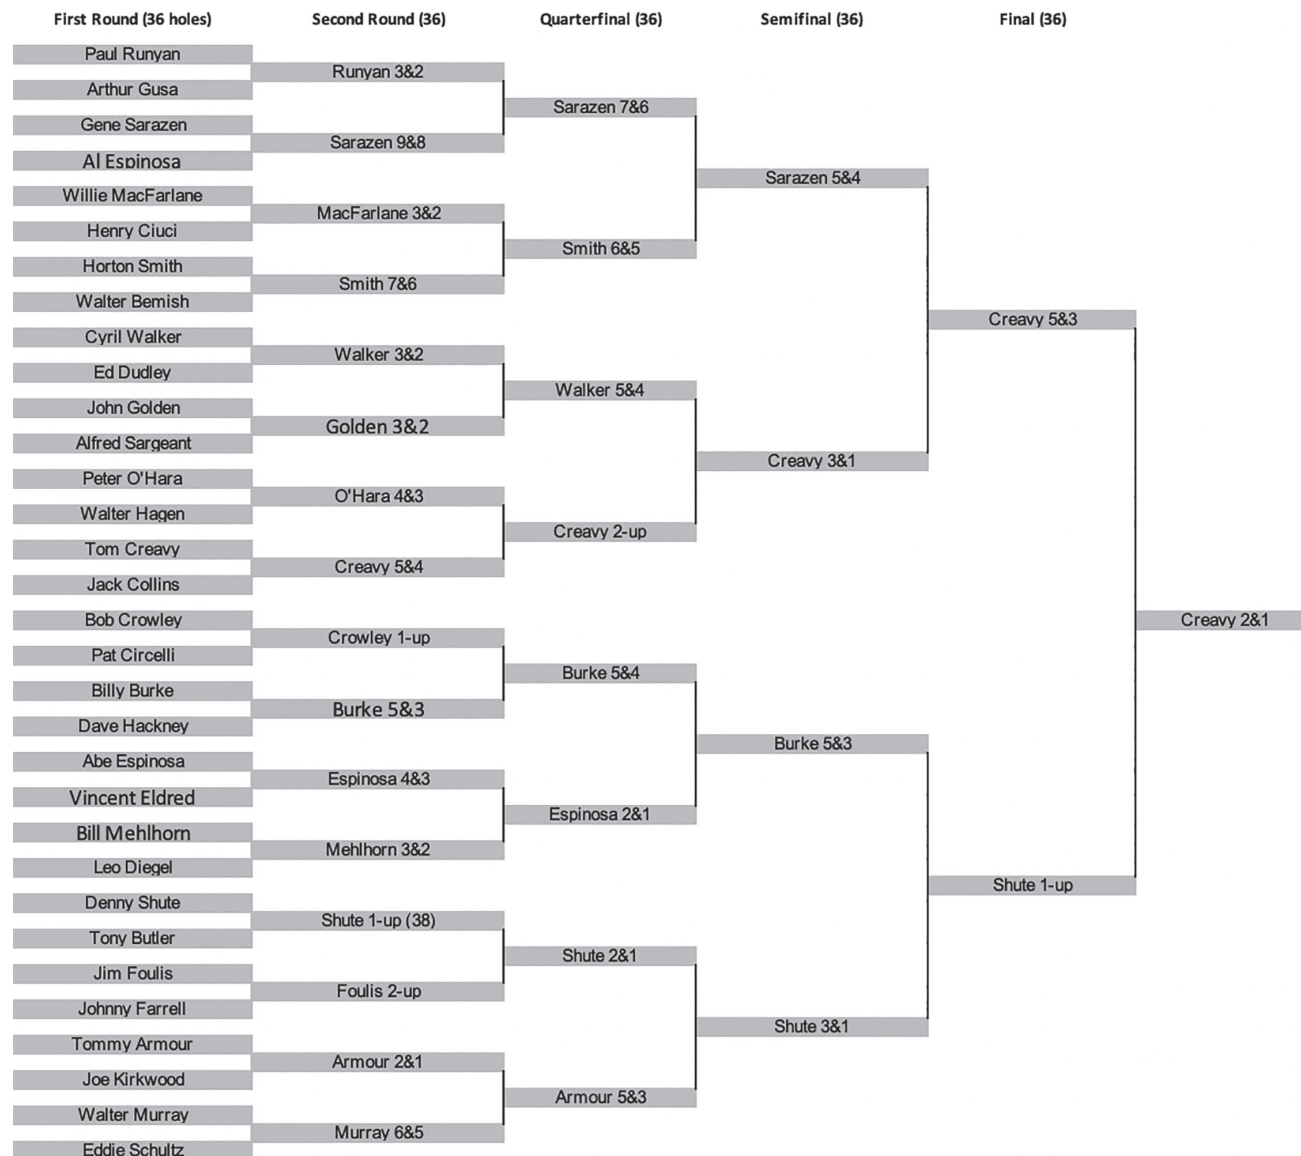 First Round (36 holes) Second Round (36) Quarterfinal (36) Semifinal (36) Final (36)
Paul Runyan
Runyan 3&2
Arthur Gusa
Sarazen 7&6
Gene Sarazen
Sarazen 9&8
Al Espinosa
Sarazen 5&4
Willie MacFarlane
MacFarlane 3&2
Henry Ciuci
Smith 6&5
Horton Smith
Smith 7&6
Walter Bemish
Creavy 5&3
Cyril Walker
Walker 3&2
Ed Dudley
Walker 5&4
John Golden
Golden 3&2
Alfred Sargeant
Creavy 3&1
Peter O'Hara
O'Hara 4&3
Walter Hagen
Creavy 2-up
Tom Creavy
Creavy 5&4
Jack Collins
Bob Crowley
Creavy 2&1
Crowley 1-up
Pat Circelli
Burke 5&4
Billy Burke
Burke 5&3
Dave Hackney
Burke 5&3
Abe Espinosa
Espinosa 4&3
Vincent Eldred
Espinosa 2&1
Bill Mehlhorn
Mehlhorn 3&2
Leo Diegel
Shute 1-up
Denny Shute
Shute 1-up (38)
Tony Butler
Shute 2&1
Jim Foulis
Foulis 2-up
Johnny Farrell
Shute 3&1
Tommy Armour
Armour 2&1
Joe Kirkwood
Armour 5&3
Walter Murray
Murray 6&5
Eddie Schultz